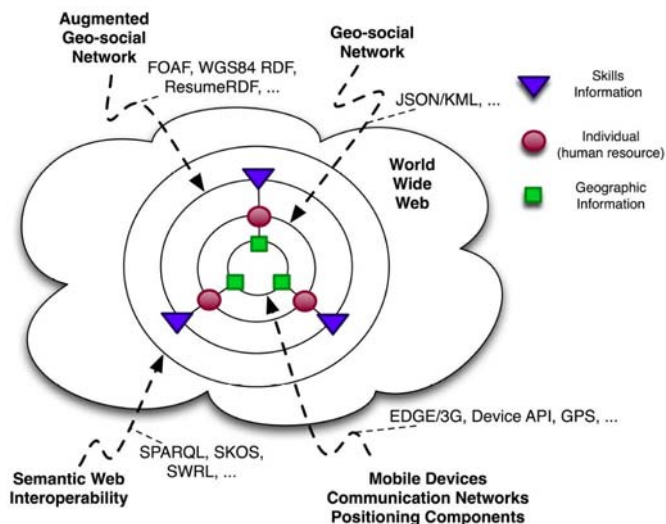 Augmented
Geo-social
Network
FOAF, WGS84 RDF,
ResumeRDF, ...
Geo-social
Network
JSON/KML, ...
Skills
Information
Individual
(human resource)
Geographic
Information
World
Wide
Web
EDGE/3G, Device API, GPS, ...
SPARQL, SKOS,
SWRL, ...
Semantic Web
Interoperability
Mobile Devices
Communication Networks
Positioning Components